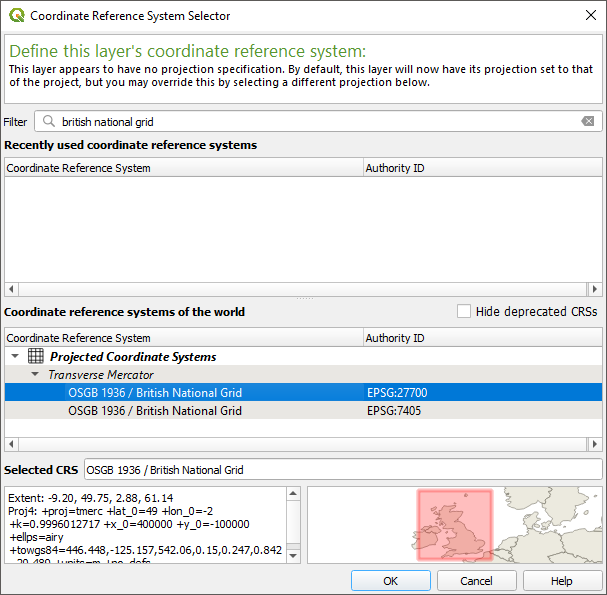 Coordinate Reference System Selector
Define this layer's coordinate reference system:
This layer appears to have no projection specification. By default, this layer will now have its projection set to that
of the project, but you may override this by selecting a different projection below.
Filter british national grid
Recently used coordinate reference systems
Coordinate Reference System Authority ID
Coordinate reference systems of the world Hide deprecated CRSs
Coordinate Reference System Authority ID
Projected Coordinate Systems
Transverse Mercator
OSGB 1936 / British National Grid EPSG:27700
OSGB 1936 / British National Grid EPSG:7405
Selected CRS OSGB 1936 / British National Grid
Extent: -9.20, 49.75, 2.88, 61.14
Proj4: +proj=tmerc +lat_0=49 +lon_0=-2
+k=0.9996012717 +x_0=400000 +y_0=-100000
+ellps=airy
+towgs84=446.448,-125.157,542.06,0.15,0.247,0.842
,-20.489 +units=m +no_defs
OK Cancel Help